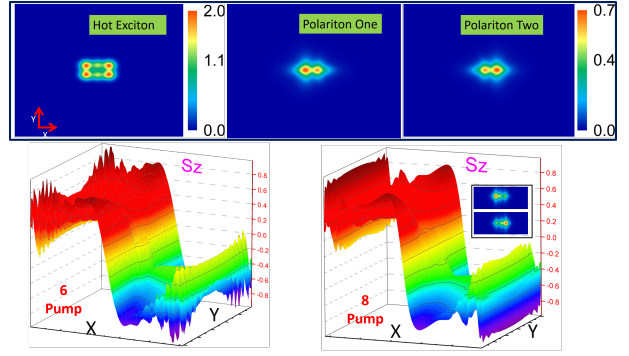 Hot Exciton
2.0
1.1
0.0
Y
X
Polariton One
Polariton Two
0.7
0.4
0.0
Sz
0.8
0.6
0.4
0.2
0.0
-0.2
-0.4
-0.6
-0.8
6
Pump
X
Y
Sz
0.8
0.6
0.4
0.2
0.0
-0.2
-0.4
-0.6
-0.8
8
Pump
X
Y